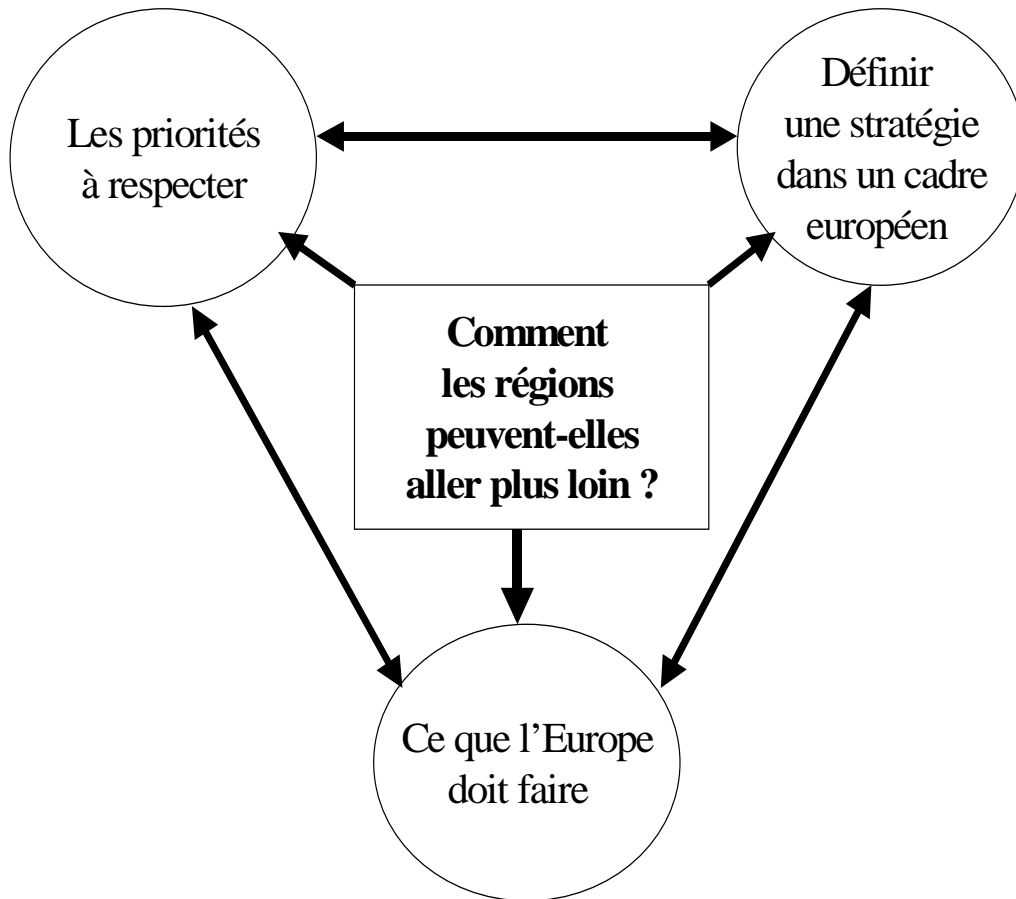 Les priorités
à respecter
Définir
une stratégie
dans un cadre
européen
Comment
les régions
peuvent-elles
aller plus loin ?
Ce que l’Europe
doit faire